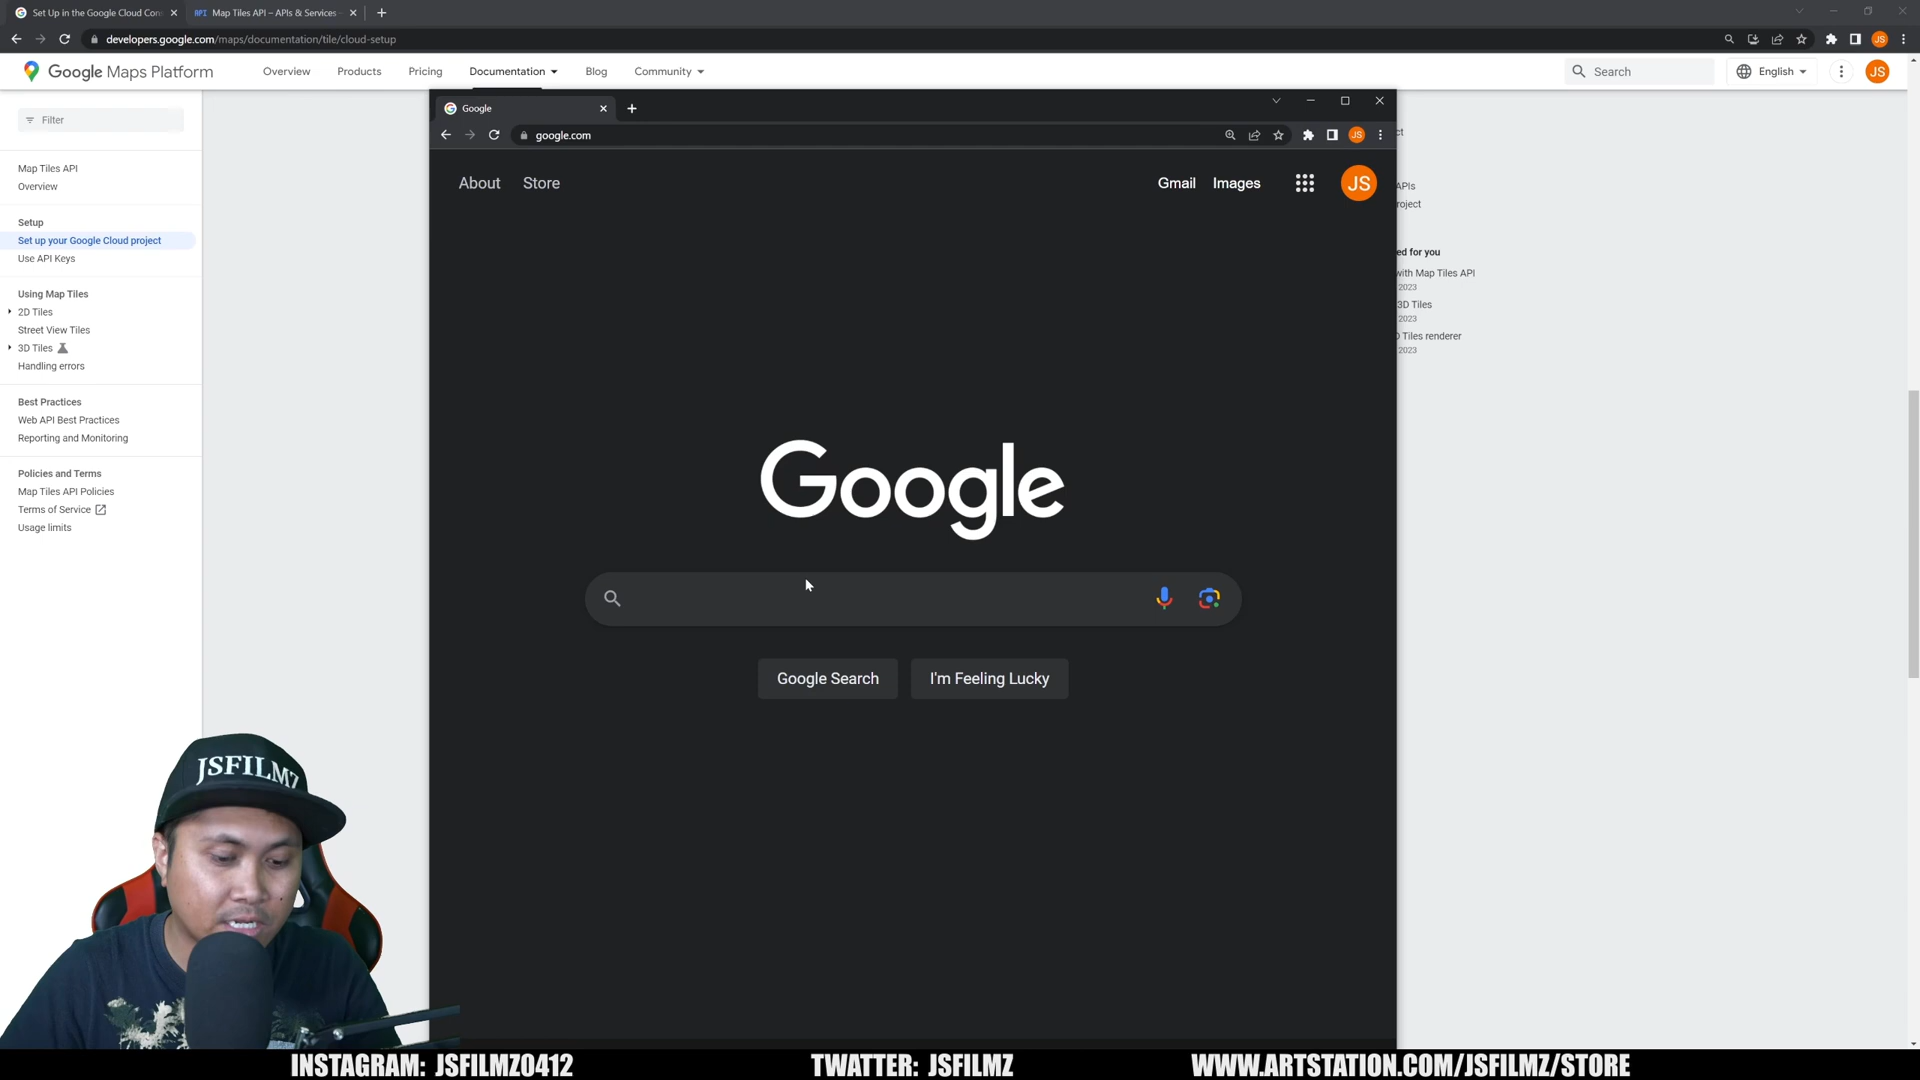 Set Up in the Google Cloud Con
Map Tiles API – APIs & Services
developers.google.com/maps/documentation/tile/cloud-setup
Google Maps Platform
Overview
Products
Pricing
Documentation
Blog
Community
Search
English
JS
Filter
Map Tiles API
Overview
Setup
Set up your Google Cloud project
Use API Keys
Using Map Tiles
2D Tiles
Street View Tiles
3D Tiles
Handling errors
Best Practices
Web API Best Practices
Reporting and Monitoring
Policies and Terms
Map Tiles API Policies
Terms of Service
Usage limits
Google
google.com
JS
About
Store
Gmail
Images
JS
Google
Google Search
I'm Feeling Lucky
ct
APIs
roject
ed for you
with Map Tiles API
2023
3D Tiles
2023
D Tiles renderer
2023
JSFILMZ
INSTAGRAM: JSFILMZ0412
TWATTER: JSFILMZ
WWW.ARTSTATION.COM/JSFILMZ/STORE